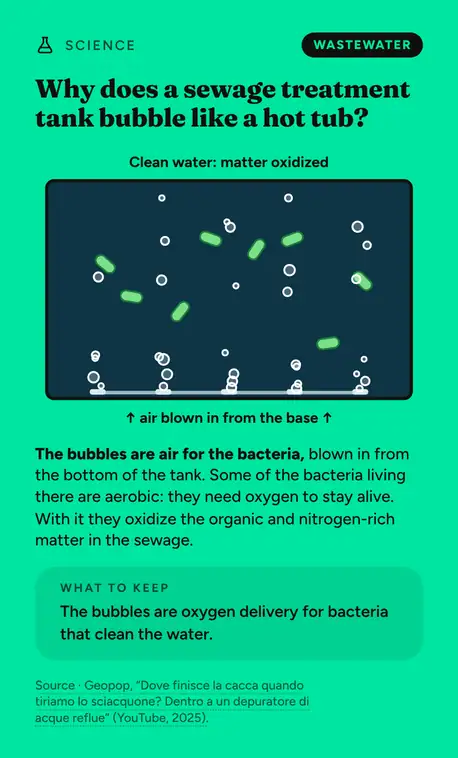 SCIENCE
WASTEWATER
Why does a sewage treatment
tank bubble like a hot tub?
Clean water: matter oxidized
↑ air blown in from the base ↑
The bubbles are air for the bacteria, blown in from
the bottom of the tank. Some of the bacteria living
there are aerobic: they need oxygen to stay alive.
With it they oxidize the organic and nitrogen-rich
matter in the sewage.
WHAT TO KEEP
The bubbles are oxygen delivery for bacteria
that clean the water.
Source · Geopop, “Dove finisce la cacca quando
tiriamo lo sciacquone? Dentro a un depuratore di
acque reflue” (YouTube, 2025).